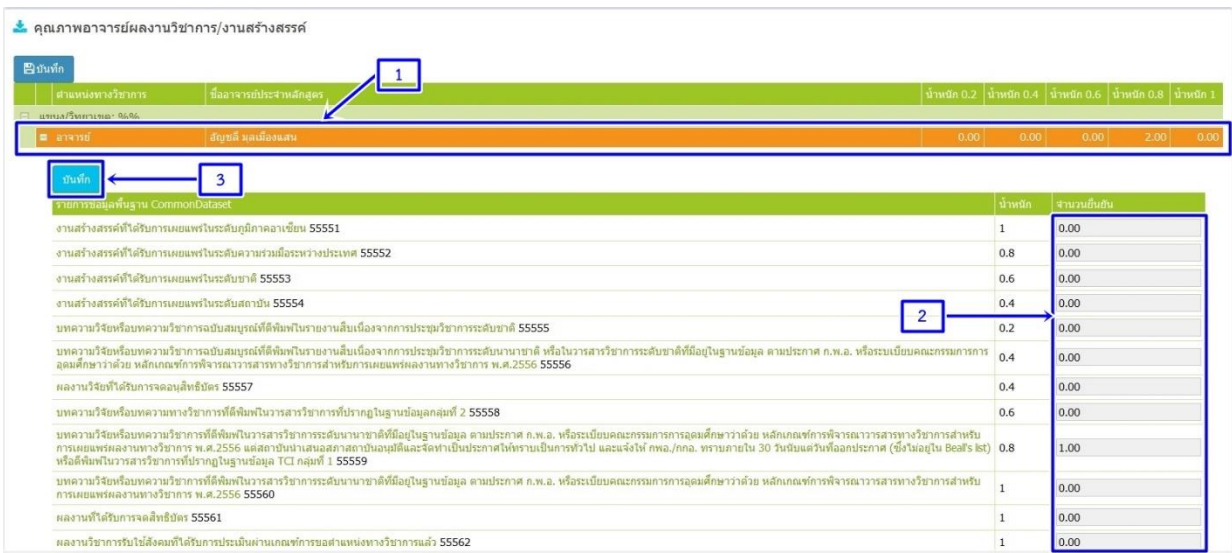 คุณภาพอาจารย์ผลงานวิชาการ/งานสร้างสรรค์
บันทึก
1
ตำแหน่งทางวิชาการ ชื่ออาจารย์ประจำหลักสูตร น้ำหนัก 0.2 น้ำหนัก 0.4 น้ำหนัก 0.6 น้ำหนัก 0.8 น้ำหนัก 1
อาจารย์ อัญชลี มูลเมืองแสน 0.00 0.00 0.00 2.00 0.00
บันทึก 3
รายการข้อมูลพื้นฐาน CommonDataset น้ำหนัก จำนวนยืนยัน
งานสร้างสรรค์ที่ได้รับการเผยแพร่ในระดับภูมิภาคอาเซียน 55551 1 0.00
งานสร้างสรรค์ที่ได้รับการเผยแพร่ในระดับความร่วมมือระหว่างประเทศ 55552 0.8 0.00
งานสร้างสรรค์ที่ได้รับการเผยแพร่ในระดับชาติ 55553 0.6 0.00
งานสร้างสรรค์ที่ได้รับการเผยแพร่ในระดับสถาบัน 55554 0.4 0.00
2
บทความวิจัยหรือบทความวิชาการฉบับสมบูรณ์ที่ตีพิมพ์ในรายงานสืบเนื่องจากการประชุมวิชาการระดับชาติ 55555 0.2 0.00
บทความวิจัยหรือบทความวิชาการฉบับสมบูรณ์ที่ตีพิมพ์ในรายงานสืบเนื่องจากการประชุมวิชาการระดับนานาชาติ หรือในวารสารวิชาการระดับชาติที่มีอยู่ในฐานข้อมูล ตามประกาศ ก.พ.อ. หรือระเบียบคณะกรรมการการ
อุดมศึกษาว่าด้วย หลักเกณฑ์การพิจารณาวารสารทางวิชาการสำหรับการเผยแพร่ผลงานทางวิชาการ พ.ศ.2556 55556 0.4 0.00
ผลงานวิจัยที่ได้รับการจดอนุสิทธิบัตร 55557 0.4 0.00
บทความวิจัยหรือบทความทางวิชาการที่ตีพิมพ์ในวารสารวิชาการที่ปรากฏในฐานข้อมูลกลุ่มที่ 2 55558 0.6 0.00
บทความวิจัยหรือบทความวิชาการที่ตีพิมพ์ในวารสารวิชาการระดับนานาชาติที่มีอยู่ในฐานข้อมูล ตามประกาศ ก.พ.อ. หรือระเบียบคณะกรรมการการอุดมศึกษาว่าด้วย หลักเกณฑ์การพิจารณาวารสารทางวิชาการสำหรับ
การเผยแพร่ผลงานทางวิชาการ พ.ศ.2556 แต่สถาบันนำเสนอสภาสถาบันอนุมัติและจัดทำเป็นประกาศให้ทราบเป็นการทั่วไป และแจ้งให้ กพอ./กกอ. ทราบภายใน 30 วันนับแต่วันที่ออกประกาศ (ซึ่งไม่อยู่ใน Beall's list) 0.8 1.00
หรือตีพิมพ์ในวารสารวิชาการที่ปรากฏในฐานข้อมูล TCI กลุ่มที่ 1 55559
บทความวิจัยหรือบทความวิชาการที่ตีพิมพ์ในวารสารวิชาการระดับนานาชาติที่มีอยู่ในฐานข้อมูล ตามประกาศ ก.พ.อ. หรือระเบียบคณะกรรมการการอุดมศึกษาว่าด้วย หลักเกณฑ์การพิจารณาวารสารทางวิชาการสำหรับ
การเผยแพร่ผลงานทางวิชาการ พ.ศ.2556 55560 1 0.00
ผลงานที่ได้รับการจดสิทธิบัตร 55561 1 0.00
ผลงานวิชาการรับใช้สังคมที่ได้รับการประเมินผ่านเกณฑ์การขอตำแหน่งทางวิชาการแล้ว 55562 1 0.00